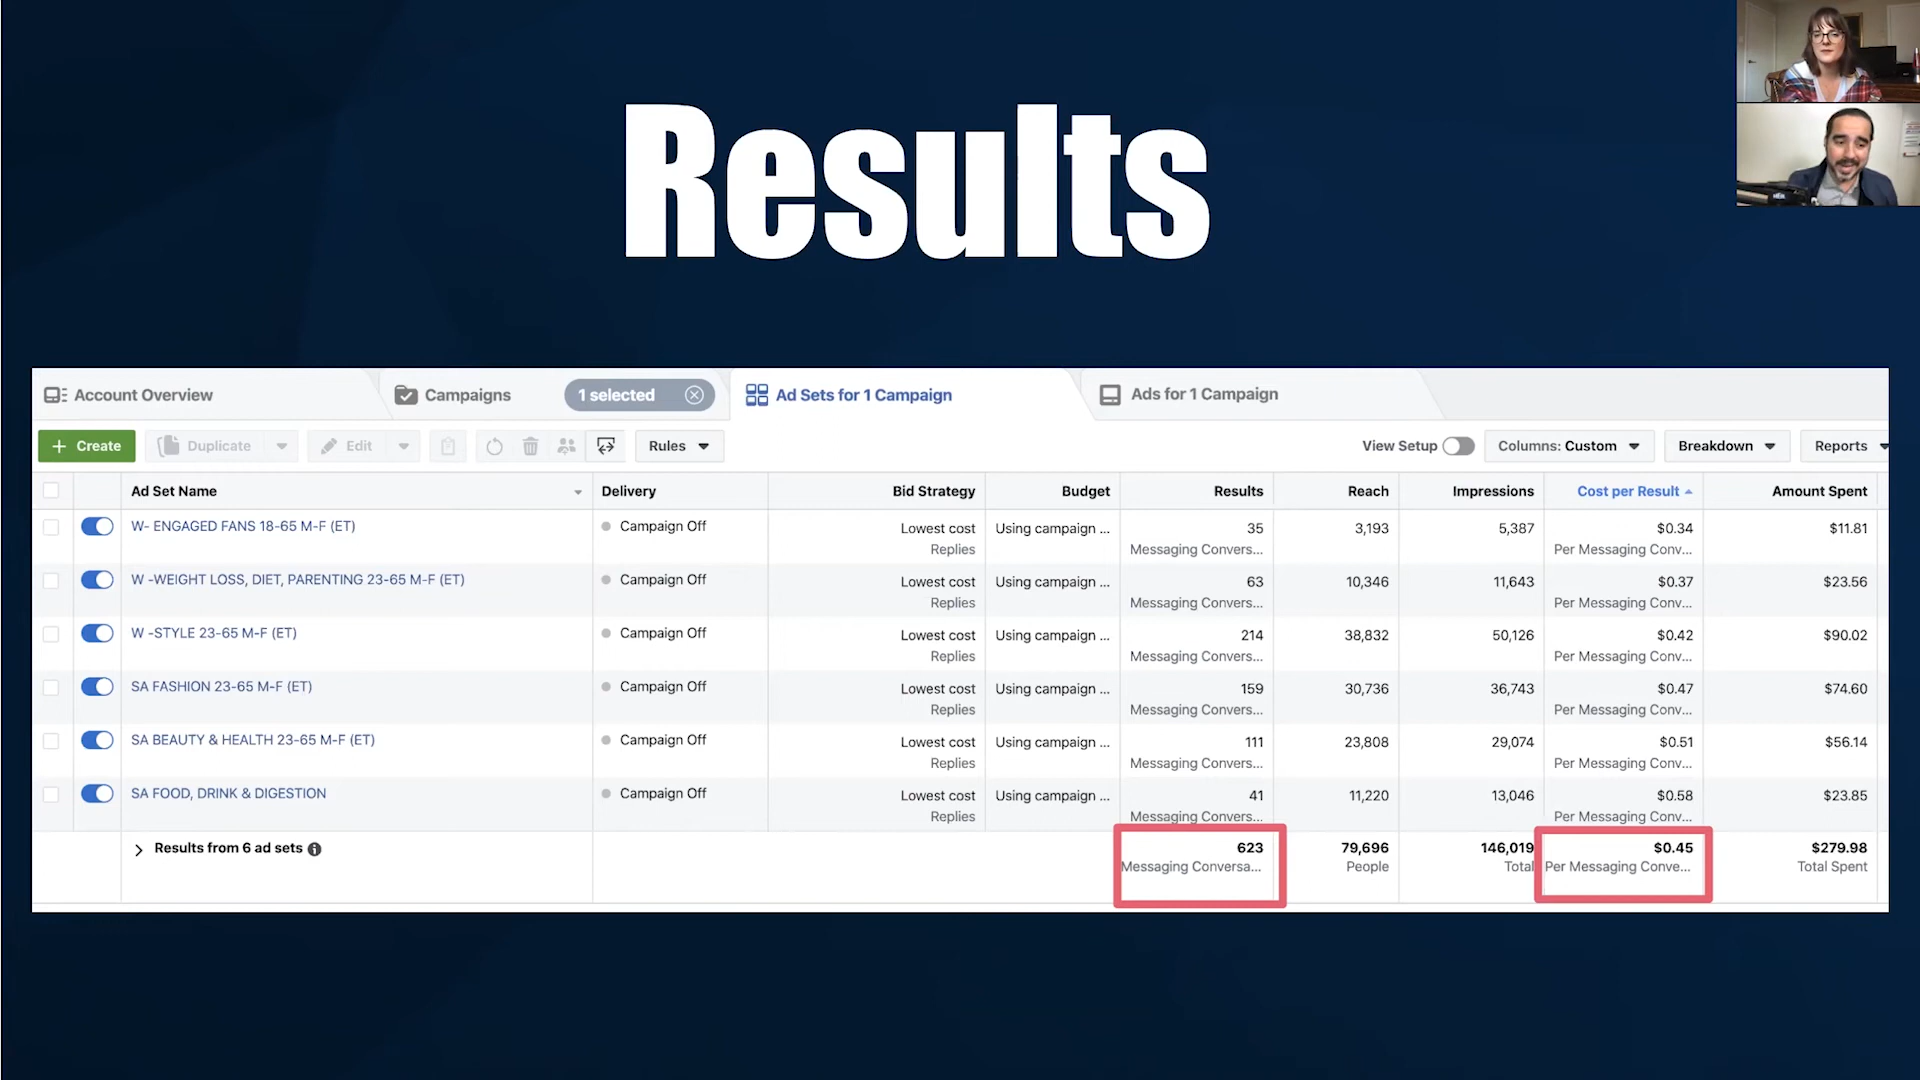 Results
Account Overview
Campaigns
1 selected
Ad Sets for 1 Campaign
Ads for 1 Campaign
+ Create
Duplicate
Edit
Rules
View Setup
Columns: Custom
Breakdown
Reports
Ad Set Name Delivery Bid Strategy Budget Results Reach Impressions Cost per Result Amount Spent
W- ENGAGED FANS 18-65 M-F (ET) Campaign Off Lowest cost Using campaign ... 35 3,193 5,387 $0.34 $11.81
Replies Messaging Convers... Per Messaging Conv...
W -WEIGHT LOSS, DIET, PARENTING 23-65 M-F (ET) Campaign Off Lowest cost Using campaign ... 63 10,346 11,643 $0.37 $23.56
Replies Messaging Convers... Per Messaging Conv...
W -STYLE 23-65 M-F (ET) Campaign Off Lowest cost Using campaign ... 214 38,832 50,126 $0.42 $90.02
Replies Messaging Convers... Per Messaging Conv...
SA FASHION 23-65 M-F (ET) Campaign Off Lowest cost Using campaign ... 159 30,736 36,743 $0.47 $74.60
Replies Messaging Convers... Per Messaging Conv...
SA BEAUTY & HEALTH 23-65 M-F (ET) Campaign Off Lowest cost Using campaign ... 111 23,808 29,074 $0.51 $56.14
Replies Messaging Convers... Per Messaging Conv...
SA FOOD, DRINK & DIGESTION Campaign Off Lowest cost Using campaign ... 41 11,220 13,046 $0.58 $23.85
Replies Messaging Convers... Per Messaging Conv...
Results from 6 ad sets 623 79,696 146,019 $0.45 $279.98
Messaging Conversa... People Total Per Messaging Conve... Total Spent